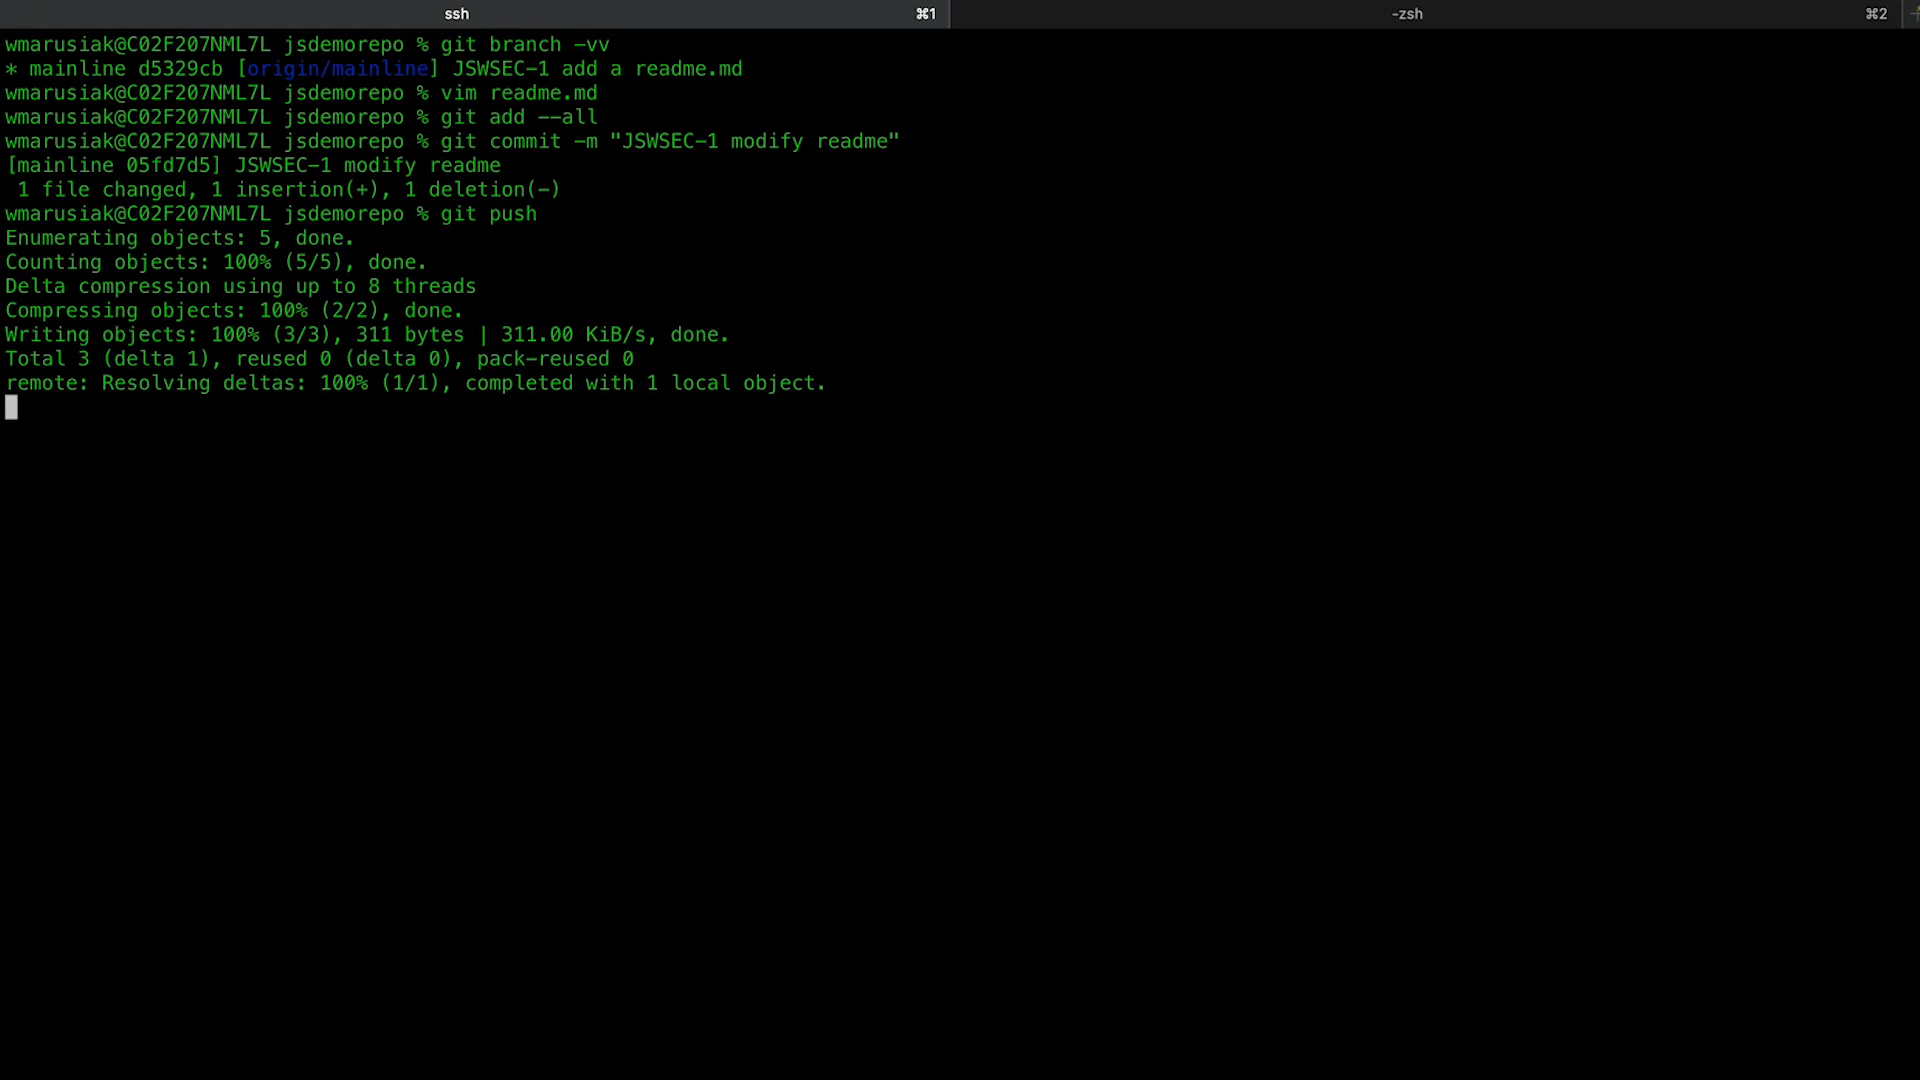 ssh ⌘1 -zsh ⌘2
wmarusiak@C02F207NML7L jsdemorepo % git branch -vv
* mainline d5329cb [origin/mainline] JSWSEC-1 add a readme.md
wmarusiak@C02F207NML7L jsdemorepo % vim readme.md
wmarusiak@C02F207NML7L jsdemorepo % git add --all
wmarusiak@C02F207NML7L jsdemorepo % git commit -m "JSWSEC-1 modify readme"
[mainline 05fd7d5] JSWSEC-1 modify readme
 1 file changed, 1 insertion(+), 1 deletion(-)
wmarusiak@C02F207NML7L jsdemorepo % git push
Enumerating objects: 5, done.
Counting objects: 100% (5/5), done.
Delta compression using up to 8 threads
Compressing objects: 100% (2/2), done.
Writing objects: 100% (3/3), 311 bytes | 311.00 KiB/s, done.
Total 3 (delta 1), reused 0 (delta 0), pack-reused 0
remote: Resolving deltas: 100% (1/1), completed with 1 local object.